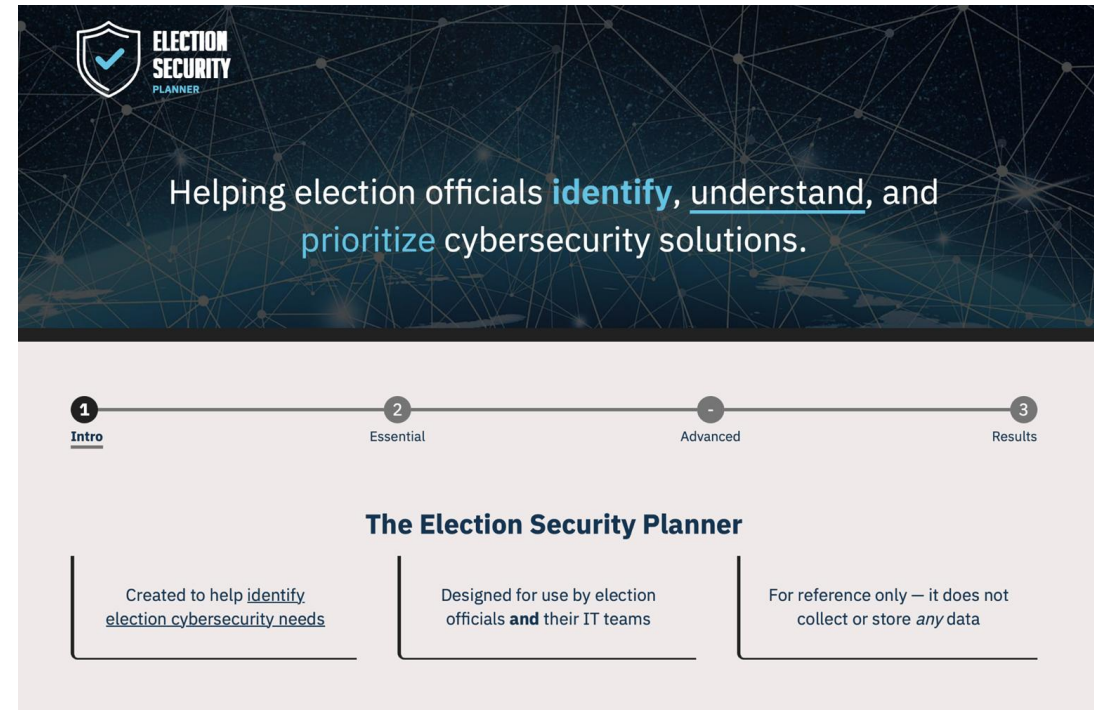 ELECTION
SECURITY
PLANNER
Helping election officials identify, understand, and
prioritize cybersecurity solutions.
1
2
-
3
Intro
Essential
Advanced
Results
The Election Security Planner
Created to help identify
election cybersecurity needs
Designed for use by election
officials and their IT teams
For reference only — it does not
collect or store any data